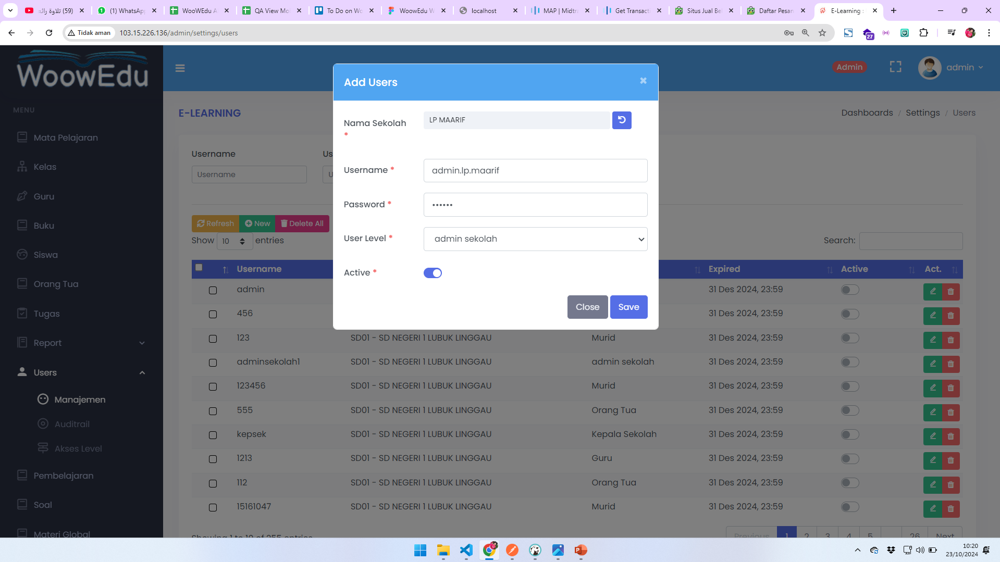 (59) تلاوة رائ
(1) WhatsAp
WooWEdu A
QA View Mo
To Do on Wo
WoowEdu W
localhost
MAP | Midtra
Get Transacti
Situs Jual Be
Daftar Pesan
E-Learning :
Tidak aman
103.15.226.136/admin/settings/users
27
WoowEdu
Admin
admin
MENU
Mata Pelajaran
Kelas
Guru
Buku
Siswa
Orang Tua
Tugas
Report
Users
Manajemen
Auditrail
Akses Level
Pembelajaran
Soal
Materi Global
E-LEARNING
Dashboards / Settings / Users
Username
Us
Username
U
Refresh
New
Delete All
Show 10 entries
Search:
Add Users
Nama Sekolah *
LP MAARIF
Username *
admin.lp.maarif
Password *
••••••
User Level *
admin sekolah
Active *
Close
Save
Username Expired Active Act.
admin 31 Des 2024, 23:59
456 31 Des 2024, 23:59
123 SD01 - SD NEGERI 1 LUBUK LINGGAU Murid 31 Des 2024, 23:59
adminsekolah1 SD01 - SD NEGERI 1 LUBUK LINGGAU admin sekolah 31 Des 2024, 23:59
123456 SD01 - SD NEGERI 1 LUBUK LINGGAU Murid 31 Des 2024, 23:59
555 SD01 - SD NEGERI 1 LUBUK LINGGAU Orang Tua 31 Des 2024, 23:59
kepsek SD01 - SD NEGERI 1 LUBUK LINGGAU Kepala Sekolah 31 Des 2024, 23:59
1213 SD01 - SD NEGERI 1 LUBUK LINGGAU Guru 31 Des 2024, 23:59
112 SD01 - SD NEGERI 1 LUBUK LINGGAU Orang Tua 31 Des 2024, 23:59
15161047 SD01 - SD NEGERI 1 LUBUK LINGGAU Murid 31 Des 2024, 23:59
Showing 1 to 10 of 255 entries
Previous 1 2 3 4 5 … 26 Next
10:20
23/10/2024